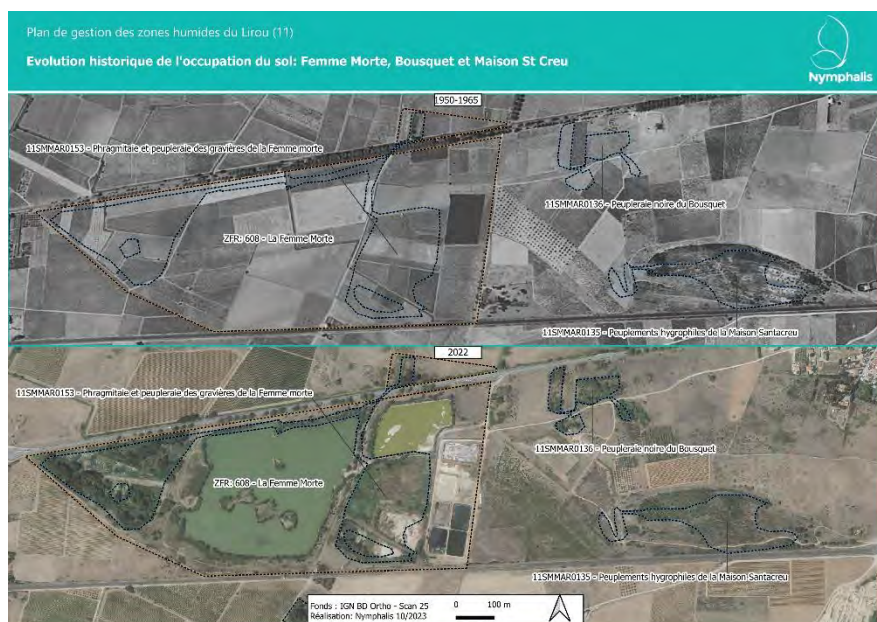 Plan de gestion des zones humides du Lirou (11)
Evolution historique de l'occupation du sol: Femme Morte, Bousquet et Maison St Creu
Nymphalis
1950-1965
11SMMAR0153 - Phragmitaie et peupleraie des gravières de la Femme morte
11SMMAR0136 - Peupleraie noire du Bousquet
ZFR: 608 - La Femme Morte
11SMMAR0135 - Peuplements hygrophiles de la Maison Santacreu
2022
11SMMAR0153 - Phragmitaie et peupleraie des gravières de la Femme morte
11SMMAR0136 - Peupleraie noire du Bousquet
ZFR: 608 - La Femme Morte
11SMMAR0135 - Peuplements hygrophiles de la Maison Santacreu
Fonds : IGN BD Ortho - Scan 25
Réalisation: Nymphalis 10/2023
0 100 m